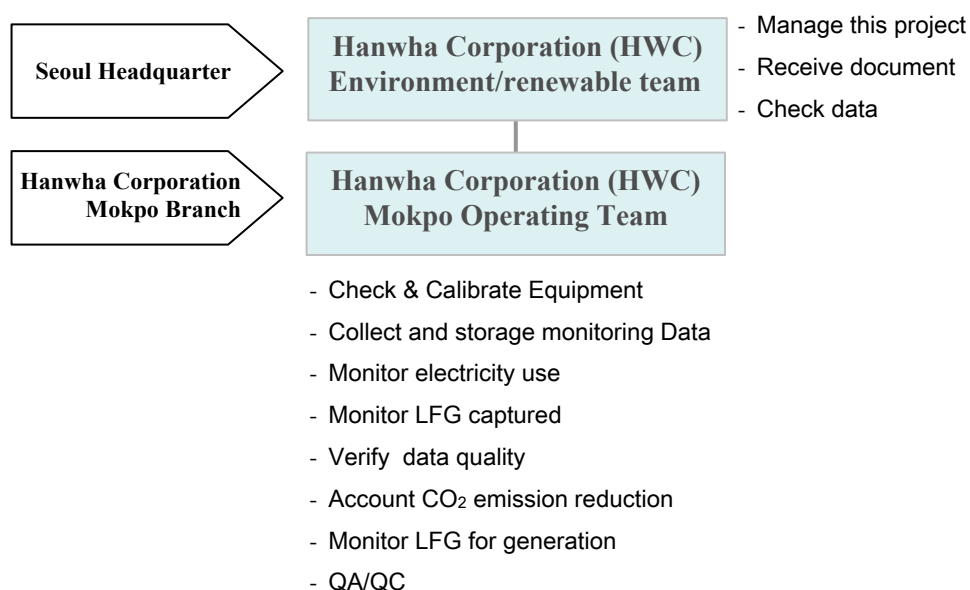 Seoul Headquarter
Hanwha Corporation (HWC)
Environment/renewable team
- Manage this project
- Receive document
- Check data
Hanwha Corporation
Mokpo Branch
Hanwha Corporation (HWC)
Mokpo Operating Team
- Check & Calibrate Equipment
- Collect and storage monitoring Data
- Monitor electricity use
- Monitor LFG captured
- Verify  data quality
- Account CO₂ emission reduction
- Monitor LFG for generation
- QA/QC